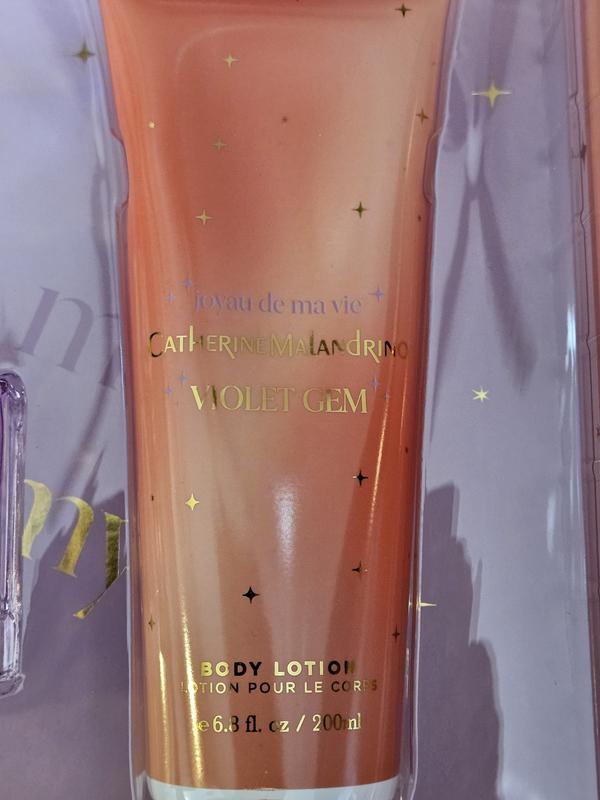 joyau de ma vie
CATHERINE MALANDRINO
VIOLET GEM
my
BODY LOTION
LOTION POUR LE CORPS
e 6.8 fl. oz / 200ml